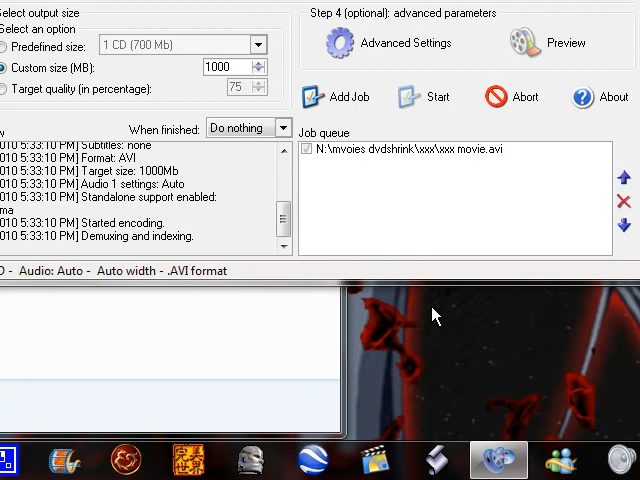 Select output size
Select an option
Predefined size:
1 CD (700 Mb)
Custom size (MB):
1000
Target quality (in percentage):
75
Step 4 (optional): advanced parameters
Advanced Settings
Preview
Add Job
Start
Abort
About
When finished:
Do nothing
Job queue
N:\mvoies dvdshrink\xxx\xxx movie.avi
010 5:33:10 PM] Subtitles: none
010 5:33:10 PM] Format: AVI
010 5:33:10 PM] Target size: 1000Mb
010 5:33:10 PM] Audio 1 settings: Auto
010 5:33:10 PM] Standalone support enabled:
ma
010 5:33:10 PM] Started encoding.
010 5:33:10 PM] Demuxing and indexing.
D - Audio: Auto - Auto width - .AVI format